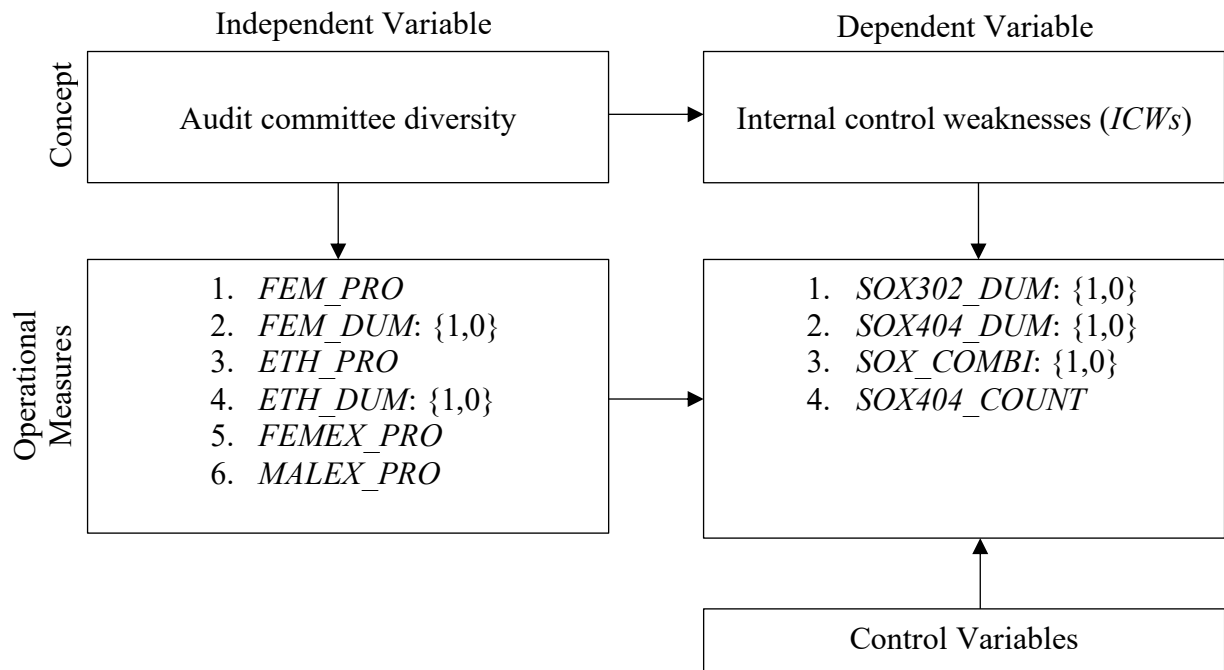 Independent Variable
Dependent Variable
Concept
Audit committee diversity
Internal control weaknesses (ICWs)
Operational
Measures
1. FEM_PRO
2. FEM_DUM: {1,0}
3. ETH_PRO
4. ETH_DUM: {1,0}
5. FEMEX_PRO
6. MALEX_PRO
1. SOX302_DUM: {1,0}
2. SOX404_DUM: {1,0}
3. SOX_COMBI: {1,0}
4. SOX404_COUNT
Control Variables